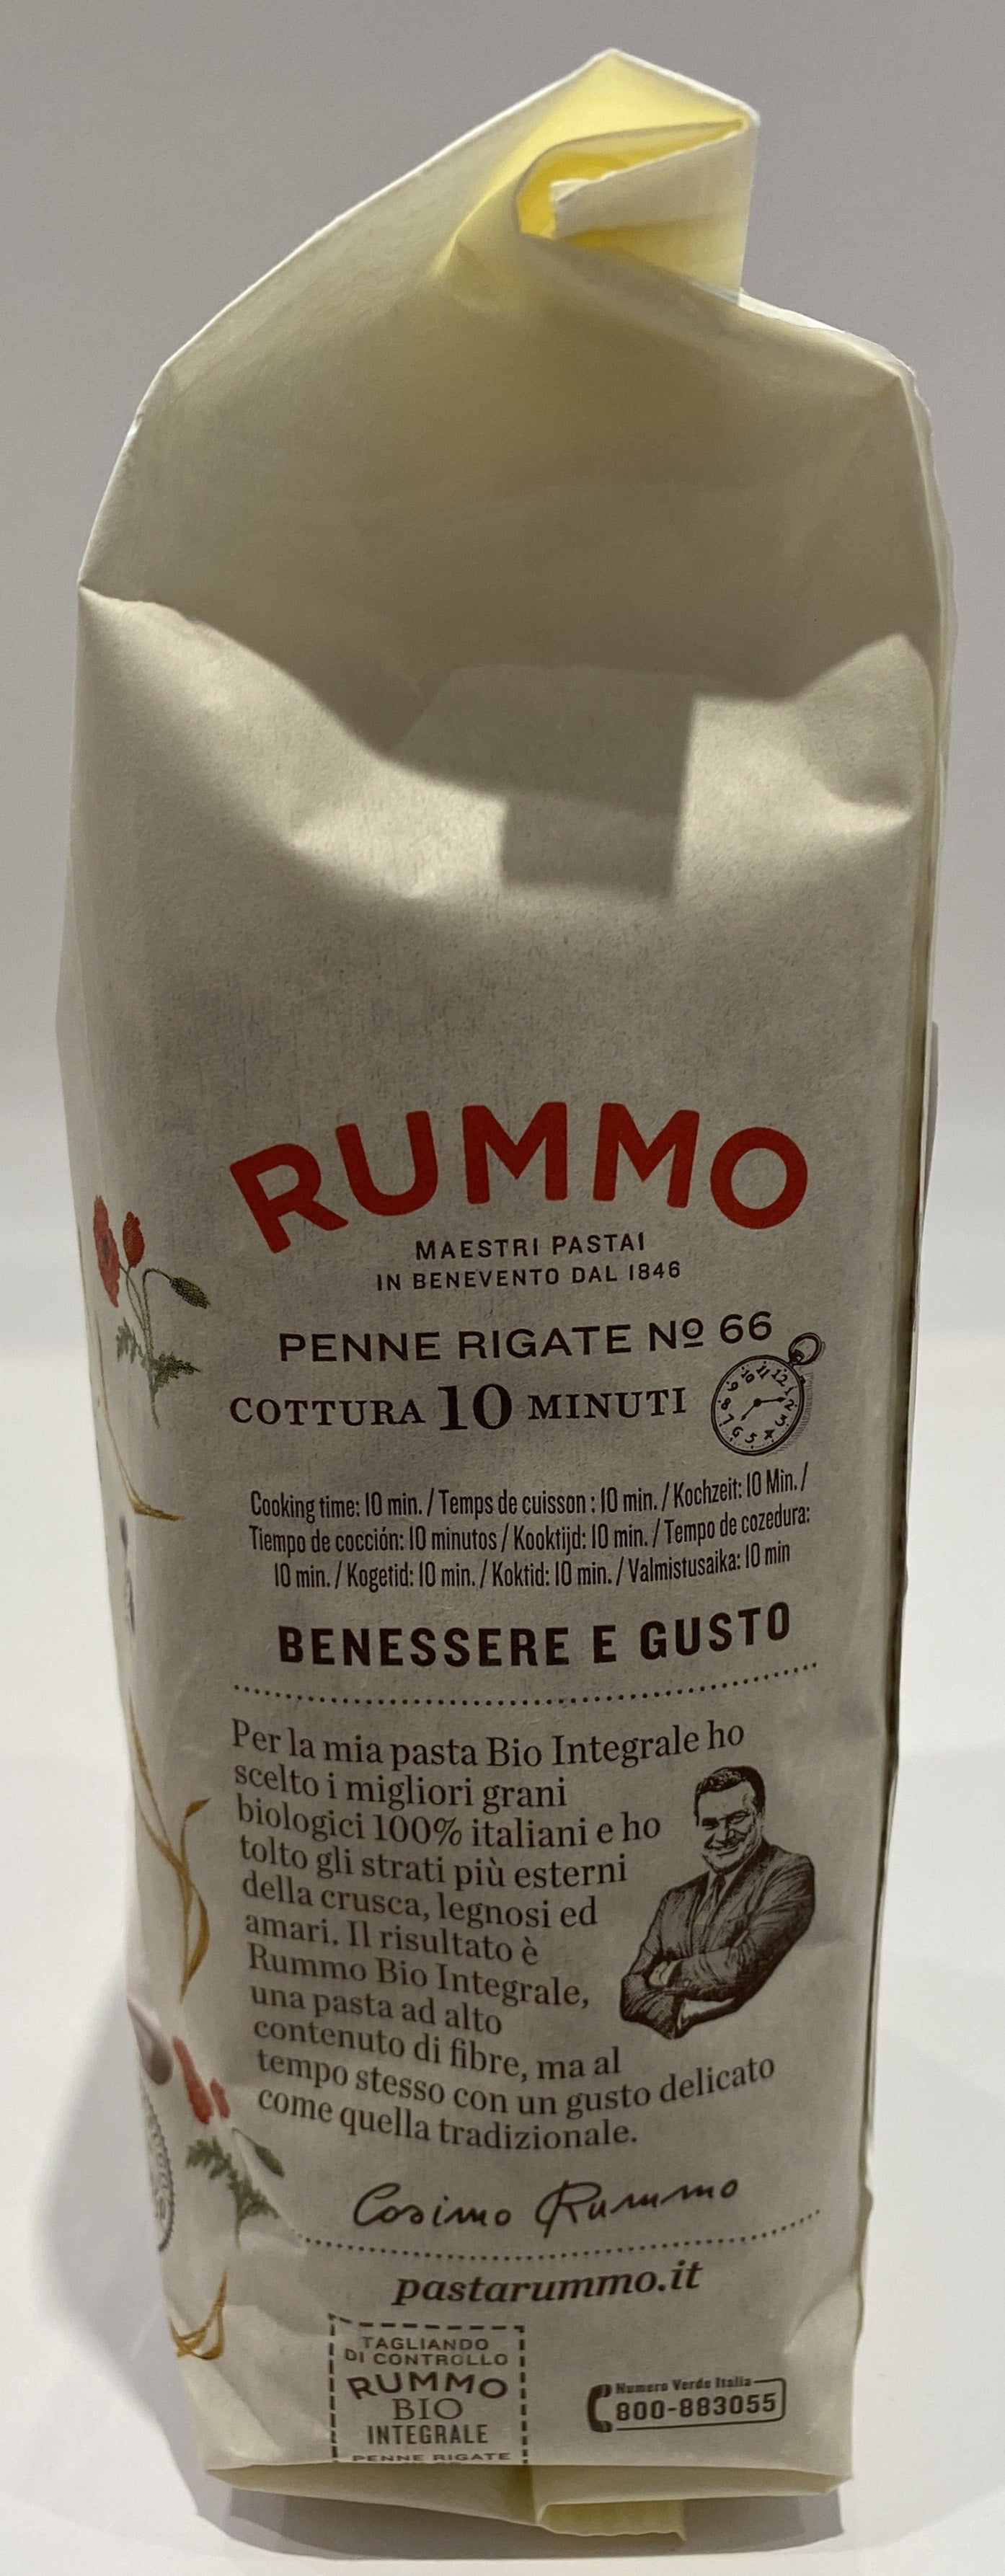 RUMMO
MAESTRI PASTAI
IN BENEVENTO DAL 1846
PENNE RIGATE Nº 66
COTTURA 10 MINUTI
Cooking time: 10 min. / Temps de cuisson : 10 min. / Kochzeit: 10 Min. /
Tiempo de cocción: 10 minutos / Kooktijd: 10 min. / Tempo de cozedura:
10 min. / Kogetid: 10 min. / Koktid: 10 min. / Valmistusaika: 10 min
BENESSERE E GUSTO
Per la mia pasta Bio Integrale ho
scelto i migliori grani
biologici 100% italiani e ho
tolto gli strati più esterni
della crusca, legnosi ed
amari. Il risultato è
Rummo Bio Integrale,
una pasta ad alto
contenuto di fibre, ma al
tempo stesso con un gusto delicato
come quella tradizionale.
Cosimo Rummo
pastarummo.it
TAGLIANDO
DI CONTROLLO
RUMMO
BIO
INTEGRALE
PENNE RIGATE
Numero Verde Italia
800-883055